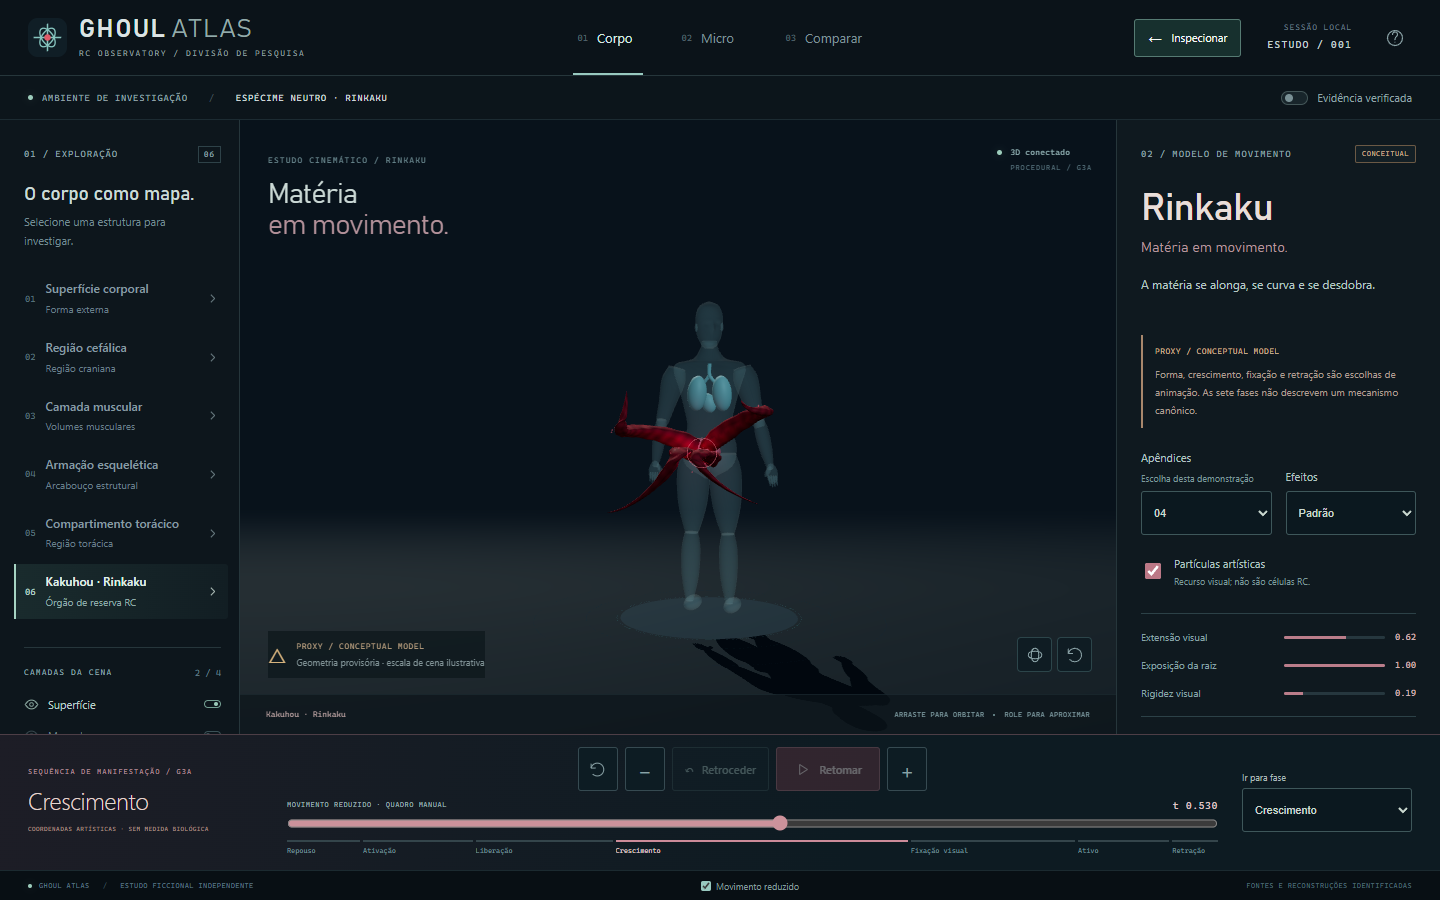 GHOUL ATLAS
RC OBSERVATORY / DIVISÃO DE PESQUISA
01 Corpo
02 Micro
03 Comparar
← Inspecionar
SESSÃO LOCAL
ESTUDO / 001
?
AMBIENTE DE INVESTIGAÇÃO / ESPÉCIME NEUTRO · RINKAKU
Evidência verificada
01 / EXPLORAÇÃO 06
O corpo como mapa.
Selecione uma estrutura para
investigar.
01 Superfície corporal
Forma externa
02 Região cefálica
Região craniana
03 Camada muscular
Volumes musculares
04 Armação esquelética
Arcabouço estrutural
05 Compartimento torácico
Região torácica
06 Kakuhou · Rinkaku
Órgão de reserva RC
CAMADAS DA CENA 2 / 4
Superfície
ESTUDO CINEMÁTICO / RINKAKU
Matéria
em movimento.
3D conectado
PROCEDURAL / G3A
PROXY / CONCEPTUAL MODEL
Geometria provisória · escala de cena ilustrativa
Kakuhou · Rinkaku
ARRASTE PARA ORBITAR • ROLE PARA APROXIMAR
02 / MODELO DE MOVIMENTO CONCEITUAL
Rinkaku
Matéria em movimento.
A matéria se alonga, se curva e se desdobra.
PROXY / CONCEPTUAL MODEL
Forma, crescimento, fixação e retração são escolhas de
animação. As sete fases não descrevem um mecanismo
canônico.
Apêndices
Escolha desta demonstração
04
Efeitos
Padrão
Partículas artísticas
Recurso visual; não são células RC.
Extensão visual 0.62
Exposição da raiz 1.00
Rigidez visual 0.19
SEQUÊNCIA DE MANIFESTAÇÃO / G3A
Crescimento
COORDENADAS ARTÍSTICAS · SEM MEDIDA BIOLÓGICA
− Retroceder Retomar +
MOVIMENTO REDUZIDO · QUADRO MANUAL t 0.530
Repouso Ativação Liberação Crescimento Fixação visual Ativo Retração
Ir para fase
Crescimento
GHOUL ATLAS / ESTUDO FICCIONAL INDEPENDENTE
Movimento reduzido
FONTES E RECONSTRUÇÕES IDENTIFICADAS